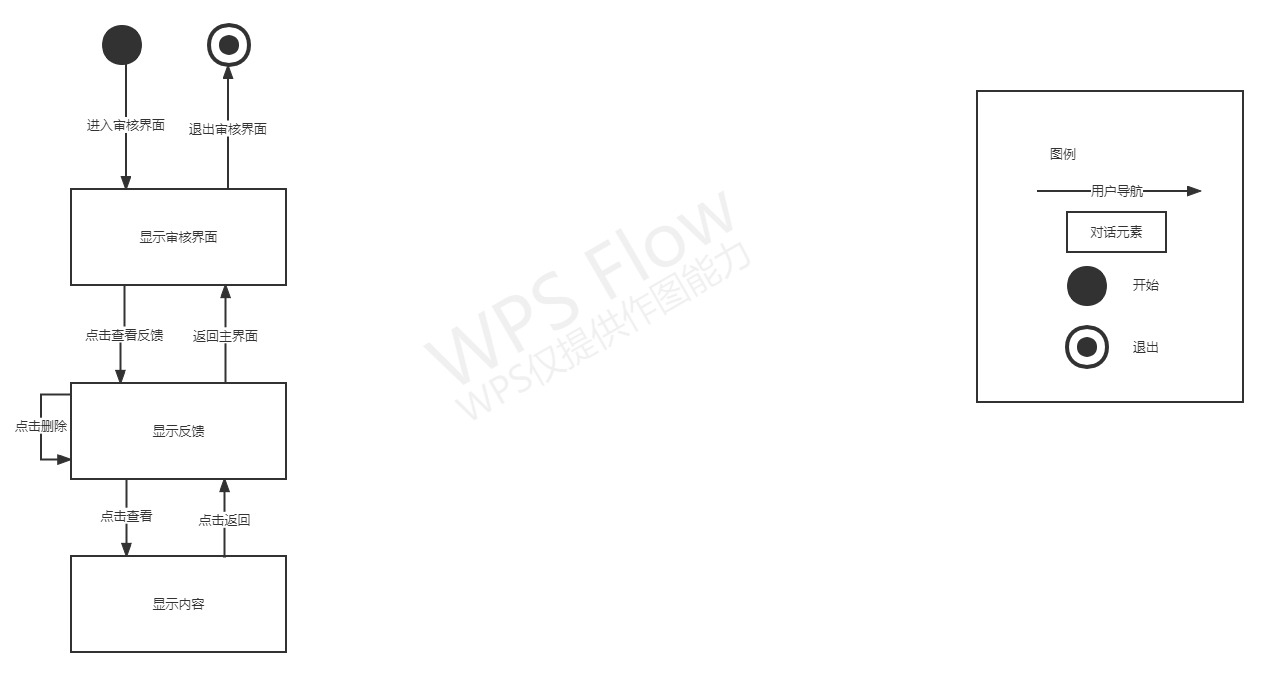 进入审核界面
退出审核界面
显示审核界面
点击查看反馈
返回主界面
点击删除
显示反馈
点击查看
点击返回
显示内容
WPS Flow
WPS仅提供作图能力
图例
用户导航
对话元素
开始
退出